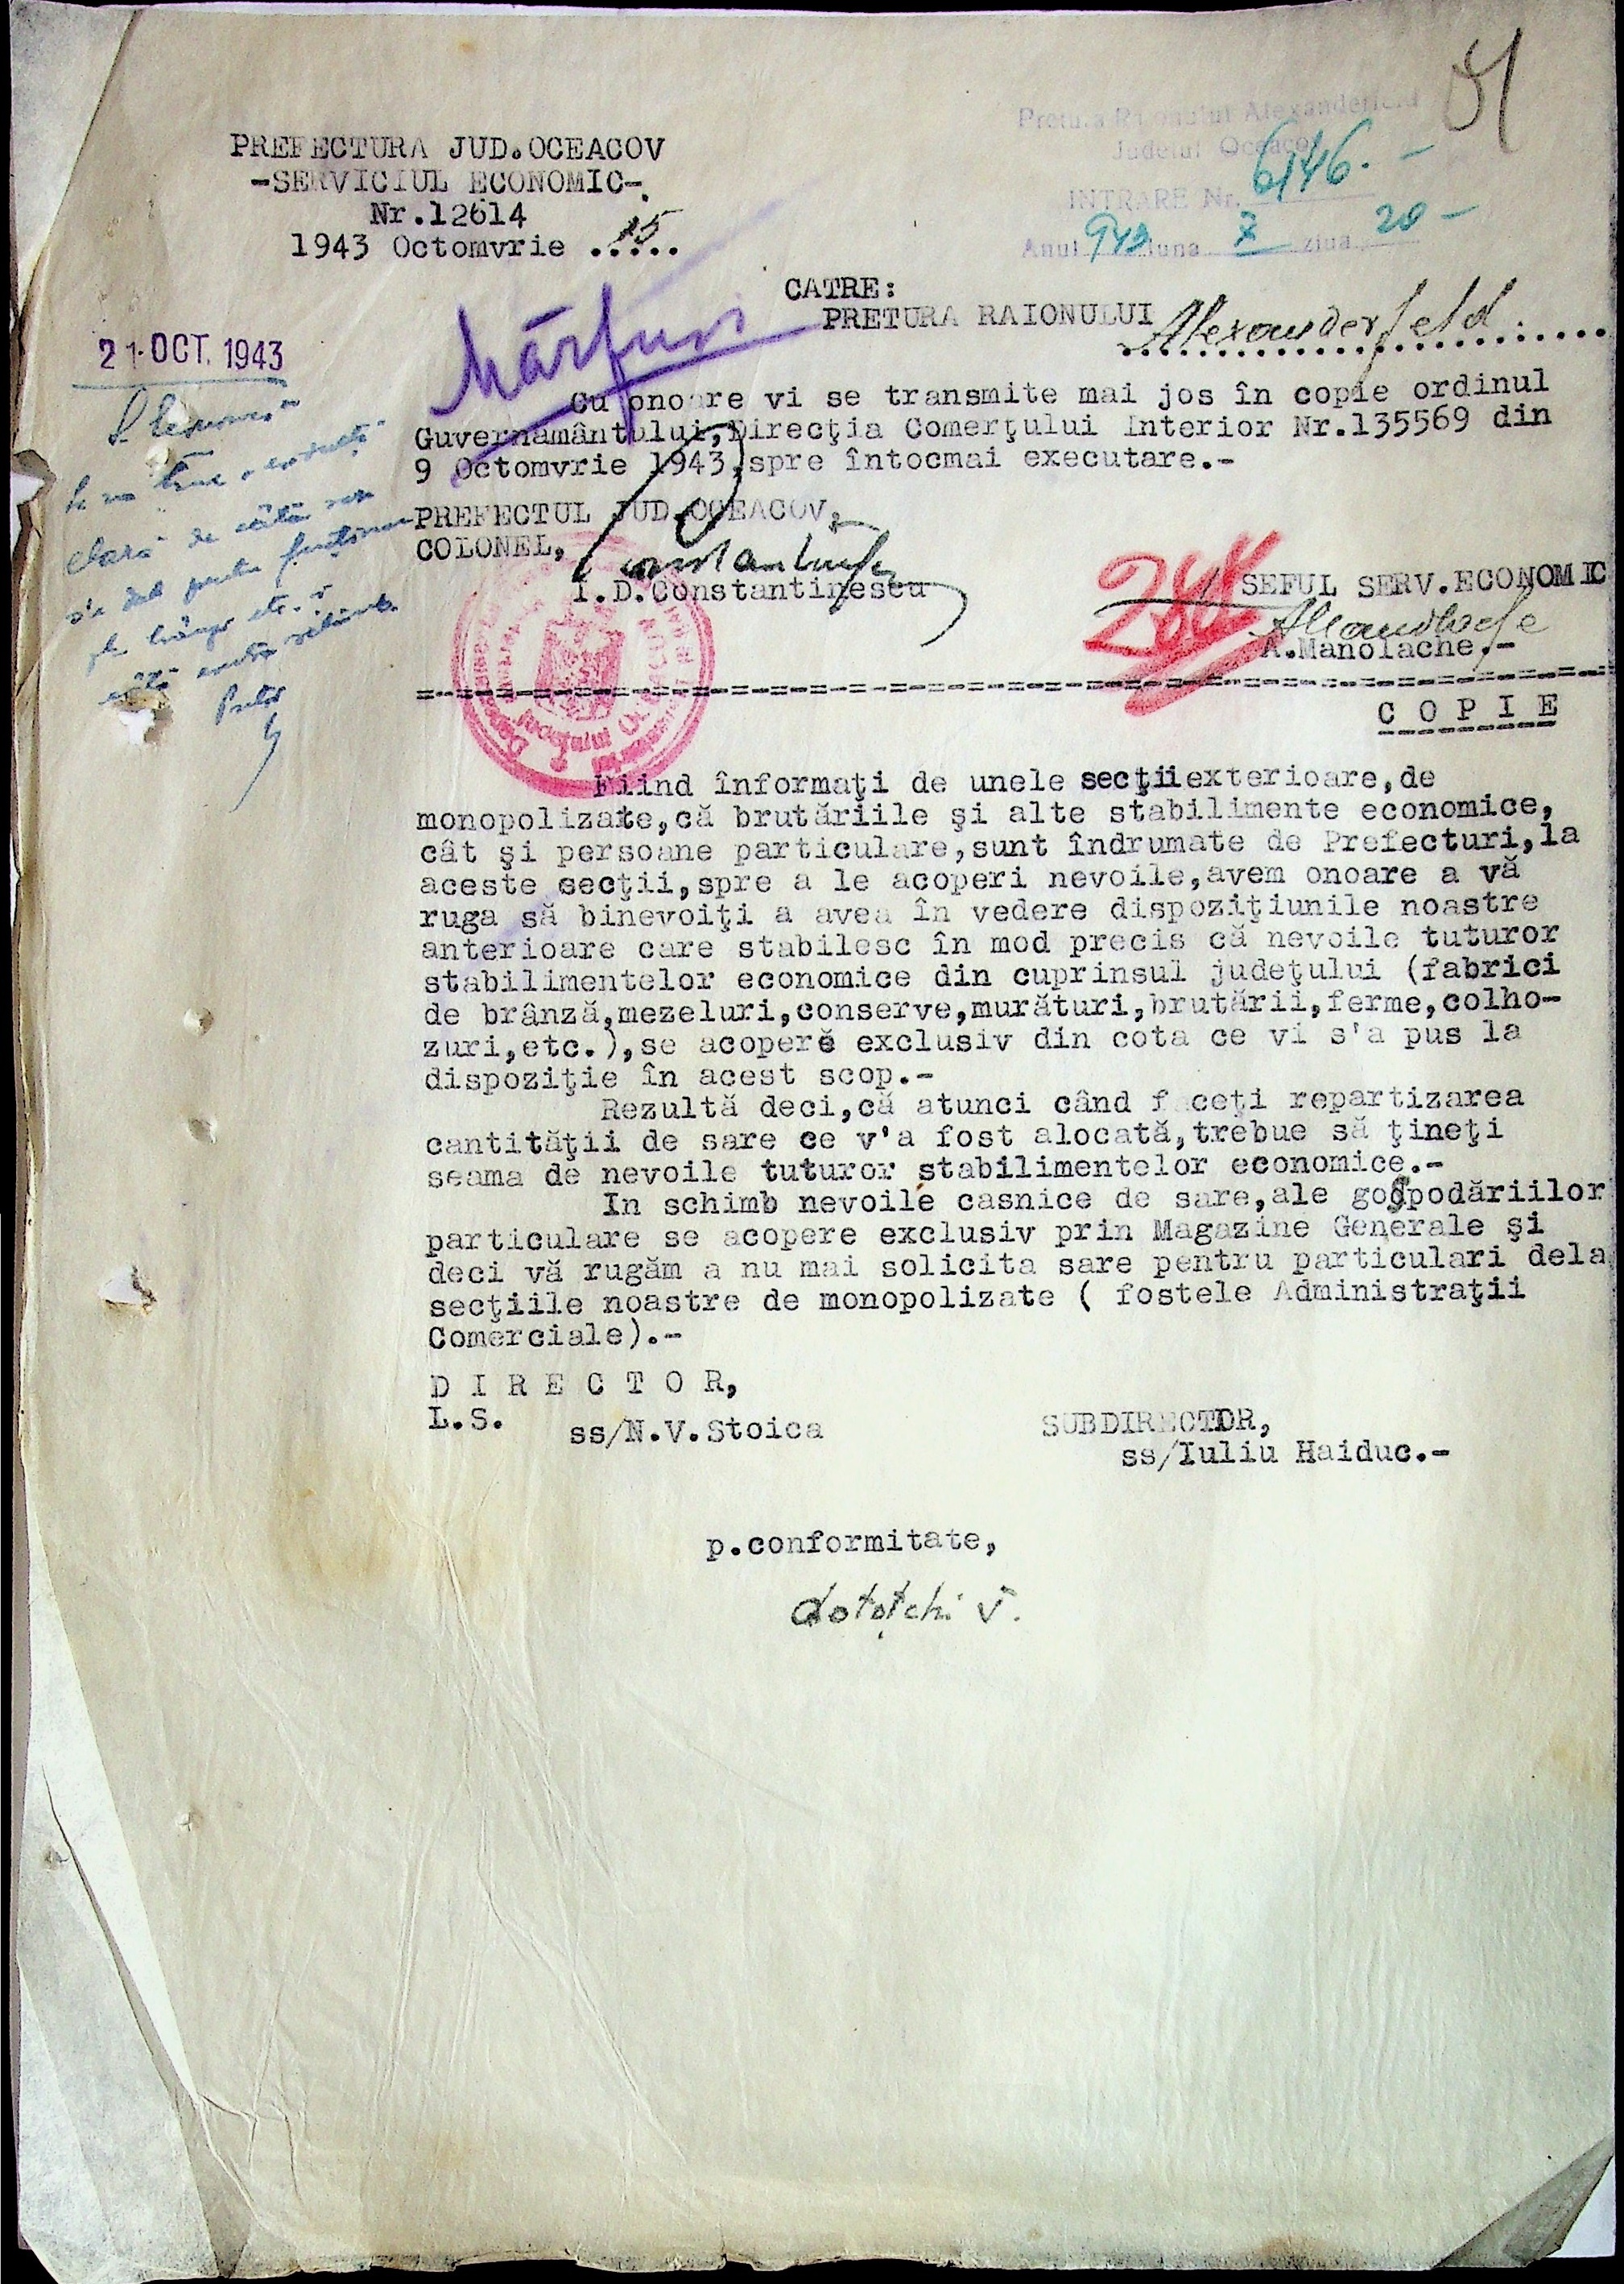 Pretura Raionului Alexanderfeld
Judeţul Oceacov
INTRARE Nr. 6146.-
Anul 943 luna X ziua 20-
PREFECTURA JUD.OCEACOV
-SERVICIUL ECONOMIC-.
Nr.12614
1943 Octomvrie ..15...
CATRE:
PRETURA RAIONULUI Alexanderfeld
21 OCT. 1943
Mărfuri
Cu onoare vi se transmite mai jos în copie ordinul
Guvernamântului,Direcţia Comerţului Interior Nr.135569 din
9 Octomvrie 1943,spre întocmai executare.-
PREFECTUL JUD.OCEACOV,
COLONEL,
I.D.Constantinescu
SEFUL SERV.ECONOMIC
A.Manolache.-
Pretor
C O P I E
Fiind înformaţi de unele secţii exterioare,de
monopolizate,că brutăriile şi alte stabilimente economice,
cât şi persoane particulare,sunt îndrumate de Prefecturi,la
aceste secţii,spre a le acoperi nevoile,avem onoare a vă
ruga să binevoiţi a avea în vedere dispoziţiunile noastre
anterioare care stabilesc în mod precis că nevoile tuturor
stabilimentelor economice din cuprinsul judeţului (fabrici
de brânză,mezeluri,conserve,murături,brutării,ferme,colho-
zuri,etc.),se acoperĕ exclusiv din cota ce vi s'a pus la
dispoziţie în acest scop.-
Rezultă deci,că atunci când faceţi repartizarea
cantităţii de sare ce v'a fost alocată,trebue să ţineţi
seama de nevoile tuturor stabilimentelor economice.-
In schimb nevoile casnice de sare,ale gospodăriilor
particulare se acopere exclusiv prin Magazine Generale şi
deci vă rugăm a nu mai solicita sare pentru particulari dela
secţiile noastre de monopolizate ( fostele Administraţii
Comerciale).-
D I R E C T O R,
L.S. ss/N.V.Stoica
SUBDIRECTOR,
ss/Iuliu Haiduc.-
p.conformitate,